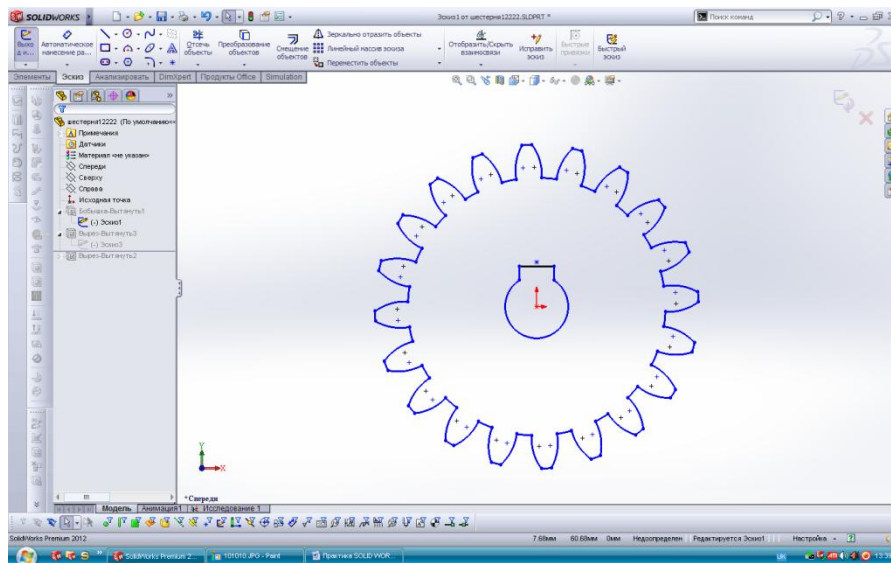 SOLIDWORKS
Эскиз1 от шестерня12222.SLDPRT *
Поиск команд
Автоматическое нанесение ра...
Отсечь объекты
Преобразование объектов
Смещение объектов
Зеркально отразить объекты
Линейный массив эскиза
Переместить объекты
Отобразить/Скрыть взаимосвязи
Исправить эскиз
Быстрые привязки
Быстрый эскиз
Элементы Эскиз Анализировать DimXpert Продукты Office Simulation
шестерня12222 (По умолчанию<<
Примечания
Датчики
Материал <не указан>
Спереди
Сверху
Справа
Исходная точка
Бобышка-Вытянуть1
(-) Эскиз1
Вырез-Вытянуть3
(-) Эскиз3
Вырез-Вытянуть2
Y
X
*Спереди
Модель Анимация1 Исследование 1
SolidWorks Premium 2012
7.68мм 60.68мм 0мм Недоопределен Редактируется Эскиз1 Настройка
SolidWorks Premium 2...
101010.JPG - Paint
Практика SOLID WOR...
13:39